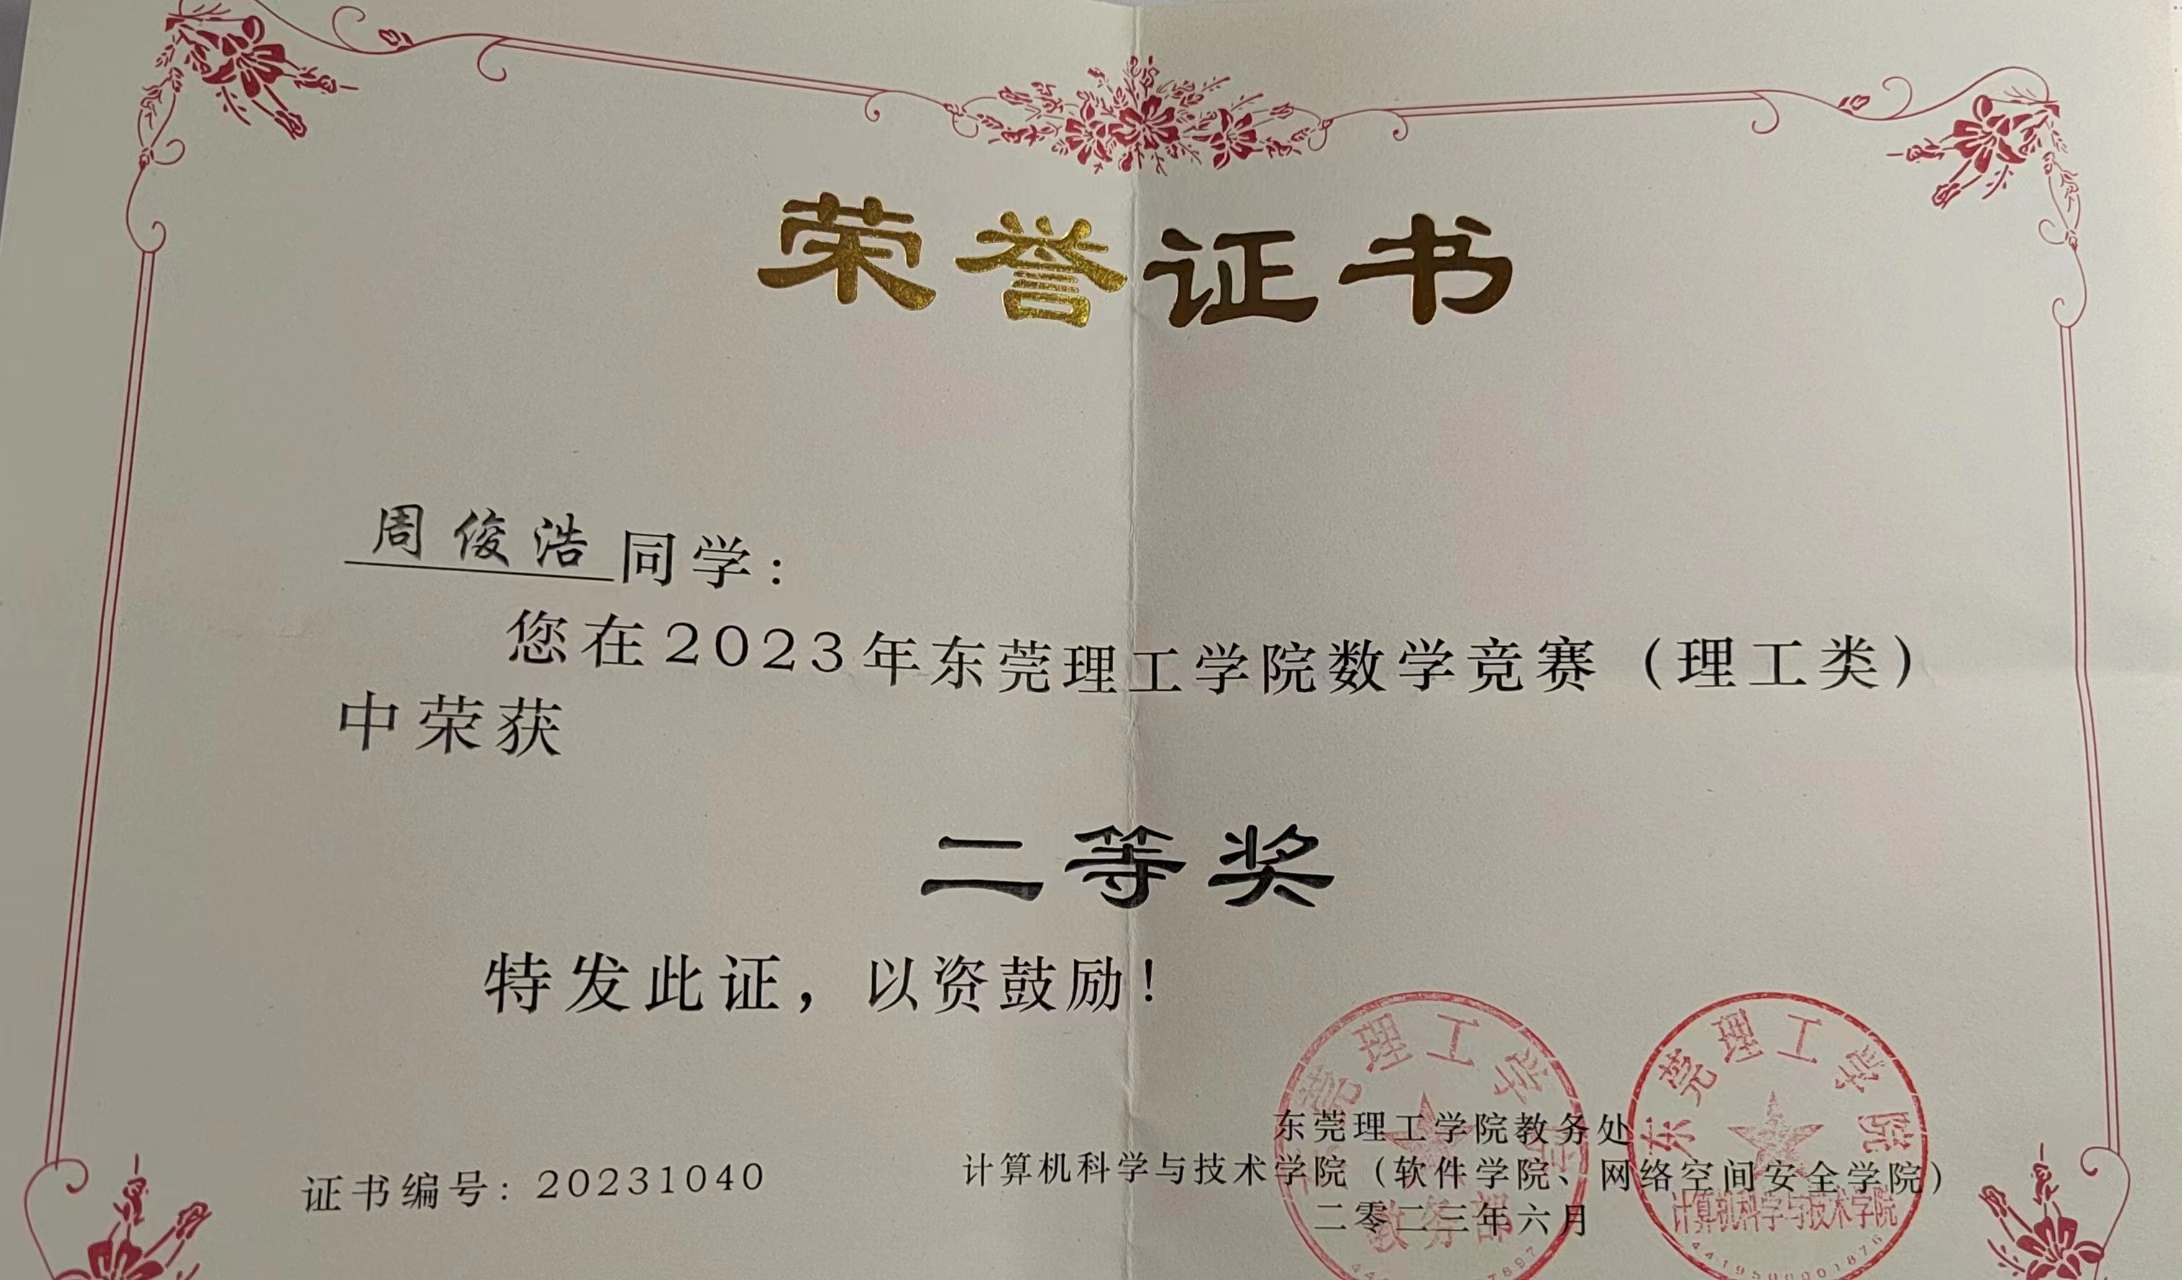 荣誉证书
周俊浩同学：
您在2023年东莞理工学院数学竞赛（理工类）
中荣获
二等奖
特发此证，以资鼓励！
东莞理工学院教务处
证书编号：20231040
计算机科学与技术学院（软件学院、网络空间安全学院）
二零二三年六月
莞理工学
教务部
东莞理工学院
计算机科学与技术学院
4419500001876